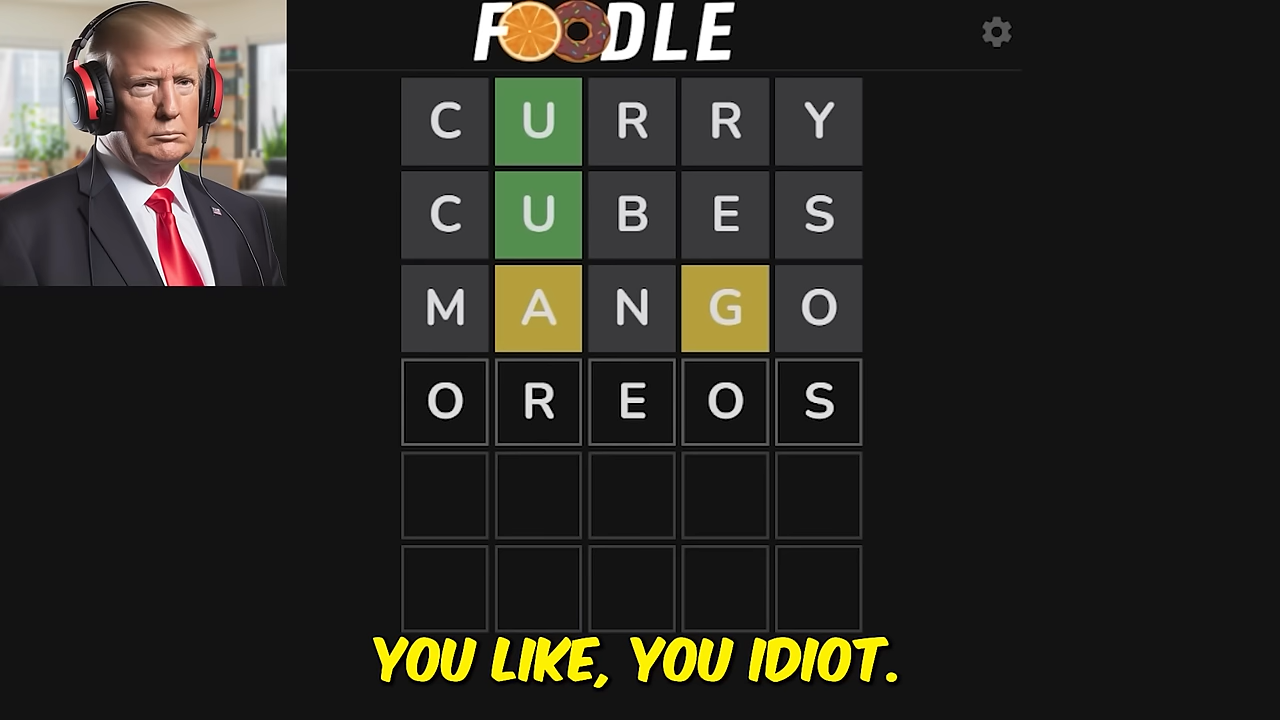 FOODLE
CURRY
CUBES
MANGO
OREOS
YOU LIKE, YOU IDIOT.